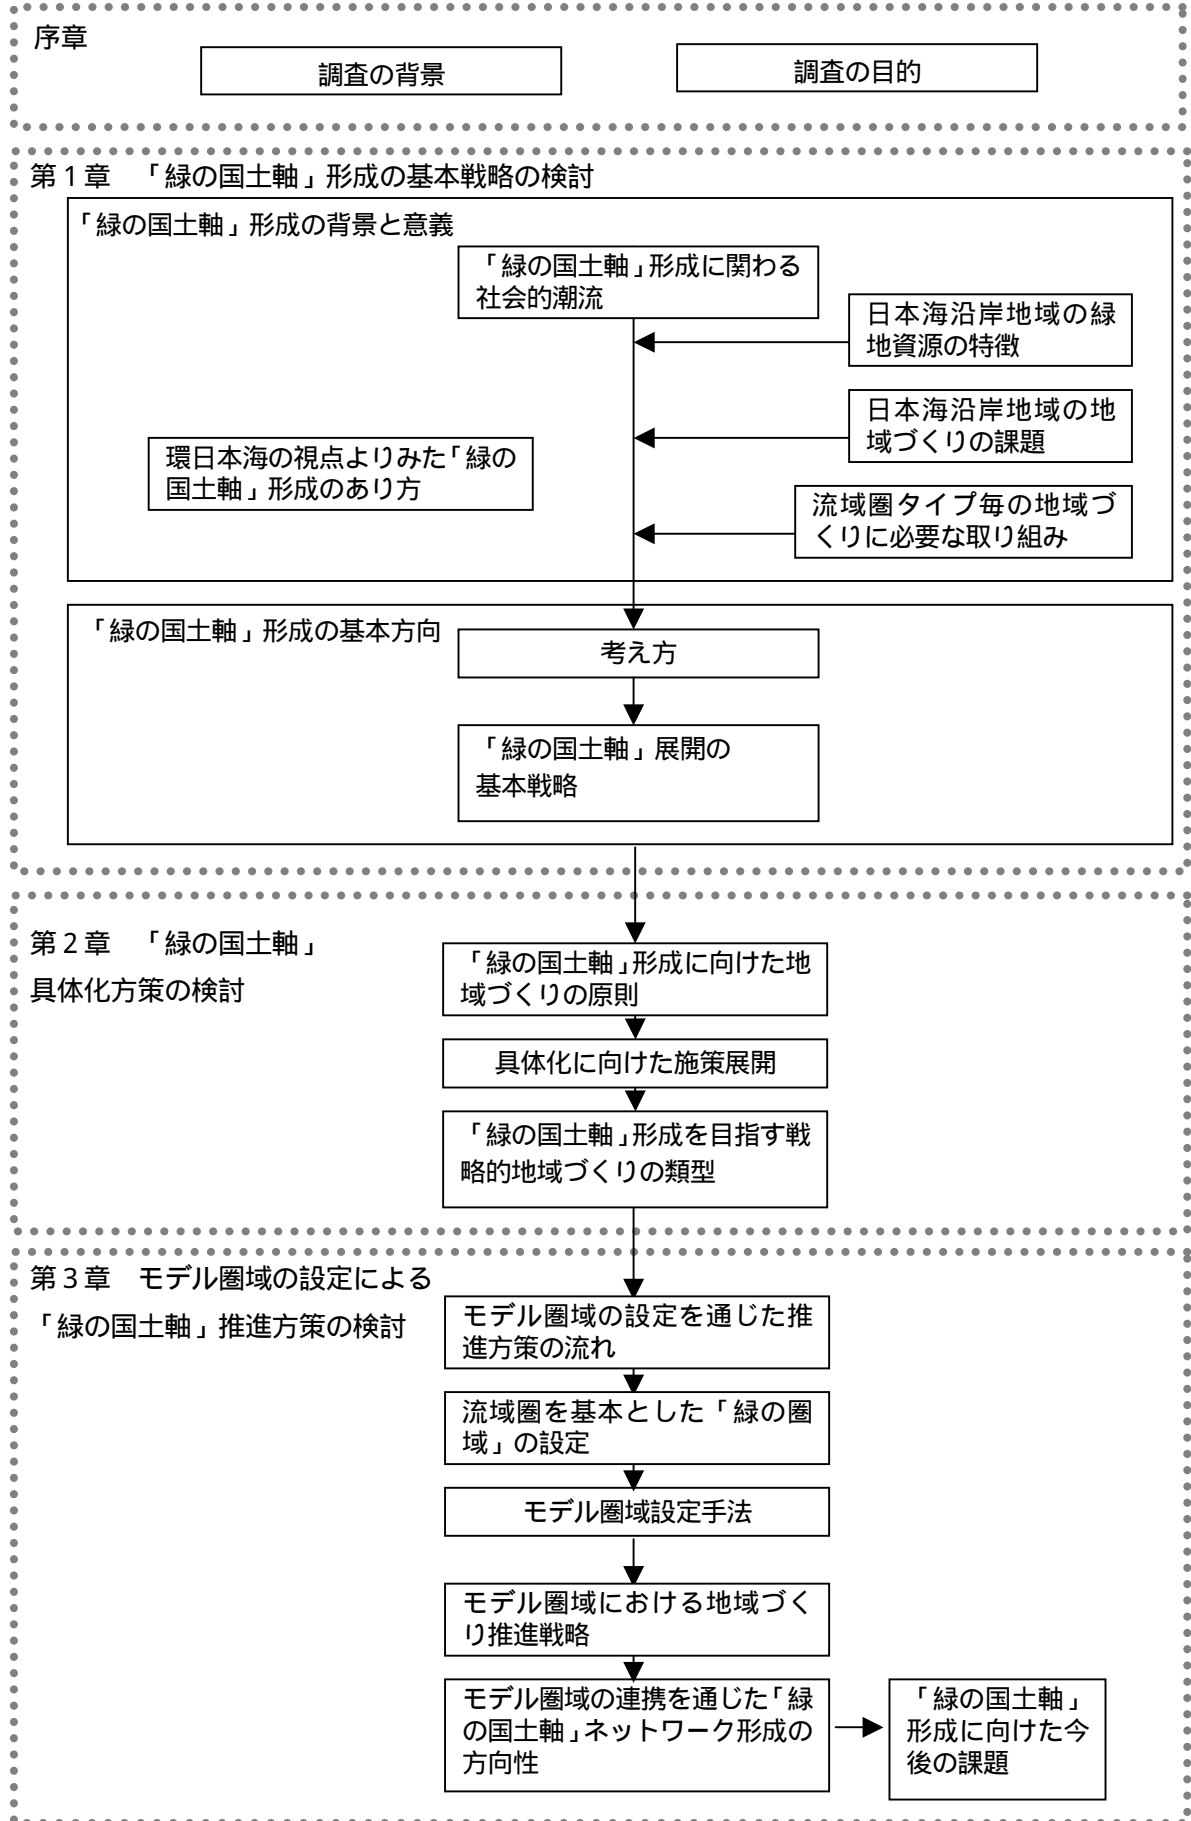 序章
調査の背景
調査の目的
第1章　「緑の国土軸」形成の基本戦略の検討
「緑の国土軸」形成の背景と意義
「緑の国土軸」形成に関わる
社会的潮流
日本海沿岸地域の緑
地資源の特徴
日本海沿岸地域の地
域づくりの課題
環日本海の視点よりみた「緑の
国土軸」形成のあり方
流域圏タイプ毎の地域づ
くりに必要な取り組み
「緑の国土軸」形成の基本方向
考え方
「緑の国土軸」展開の
基本戦略
第2章　「緑の国土軸」
具体化方策の検討
「緑の国土軸」形成に向けた地
域づくりの原則
具体化に向けた施策展開
「緑の国土軸」形成を目指す戦
略的地域づくりの類型
第3章　モデル圏域の設定による
「緑の国土軸」推進方策の検討
モデル圏域の設定を通じた推
進方策の流れ
流域圏を基本とした「緑の圏
域」の設定
モデル圏域設定手法
モデル圏域における地域づく
り推進戦略
モデル圏域の連携を通じた「緑
の国土軸」ネットワーク形成の
方向性
「緑の国土軸」
形成に向けた今
後の課題